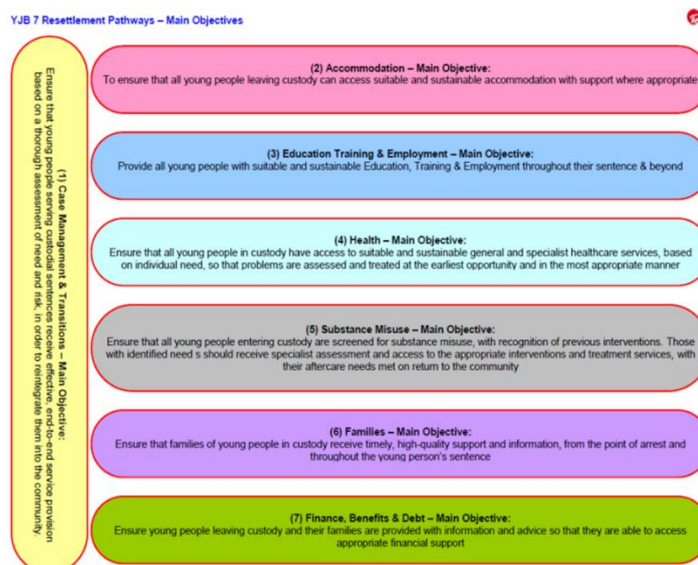 YJB 7 Resettlement Pathways – Main Objectives
(1) Case Management & Transitions – Main Objective:
Ensure that young people serving custodial sentences receive effective, end-to-end service provision
based on a thorough assessment of need and risk, in order to reintegrate them into the community.
(2) Accommodation – Main Objective:
To ensure that all young people leaving custody can access suitable and sustainable accommodation with support where appropriate
(3) Education Training & Employment – Main Objective:
Provide all young people with suitable and sustainable Education, Training & Employment throughout their sentence & beyond
(4) Health – Main Objective:
Ensure that all young people in custody have access to suitable and sustainable general and specialist healthcare services, based
on individual need, so that problems are assessed and treated at the earliest opportunity and in the most appropriate manner
(5) Substance Misuse – Main Objective:
Ensure that all young people entering custody are screened for substance misuse, with recognition of previous interventions. Those
with identified need s should receive specialist assessment and access to the appropriate interventions and treatment services, with
their aftercare needs met on return to the community
(6) Families – Main Objective:
Ensure that families of young people in custody receive timely, high-quality support and information, from the point of arrest and
throughout the young person's sentence
(7) Finance, Benefits & Debt – Main Objective:
Ensure young people leaving custody and their families are provided with information and advice so that they are able to access
appropriate financial support